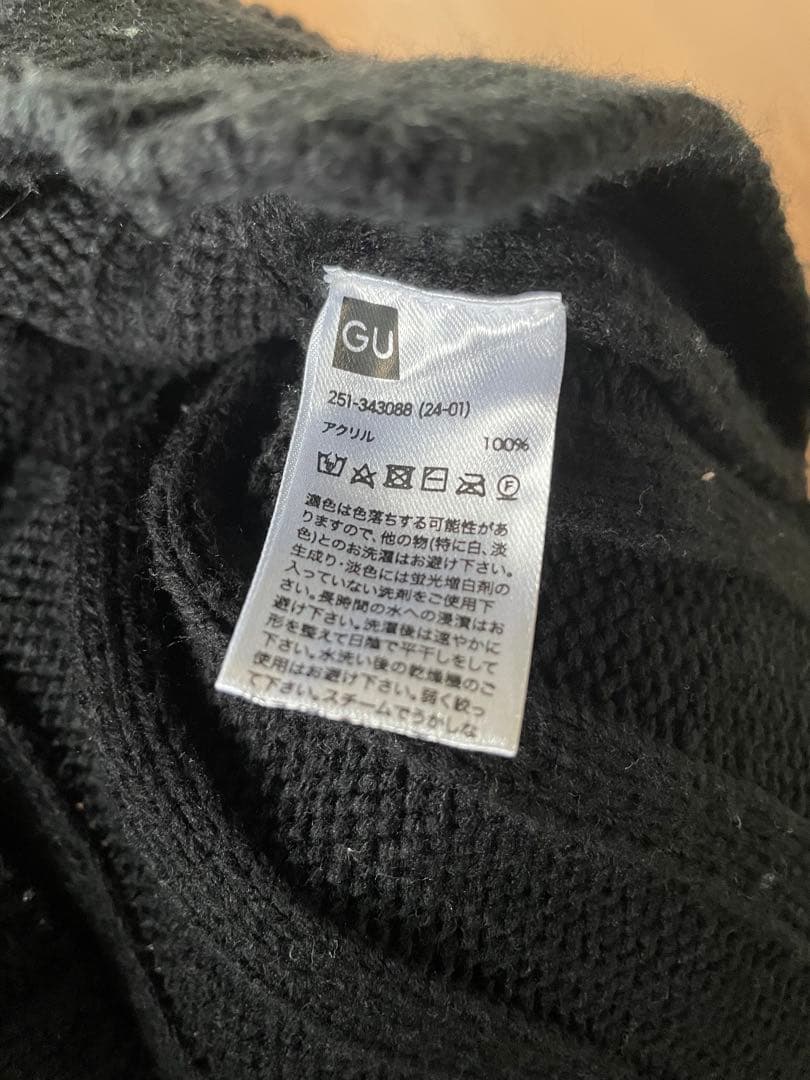 GU
251-343088 (24-01)
アクリル 100%
F
濃色は色落ちする可能性があ
りますので、他の物(特に白、淡
色)とのお洗濯はお避け下さい。
生成り・淡色には蛍光増白剤の
入っていない洗剤をご使用下
さい。長時間の水への浸漬はお
避け下さい。洗濯後は速やかに
形を整えて日陰で平干しをして
下さい。水洗い後の乾燥機のご
使用はお避け下さい。弱く絞っ
て下さい。スチームでうかしな